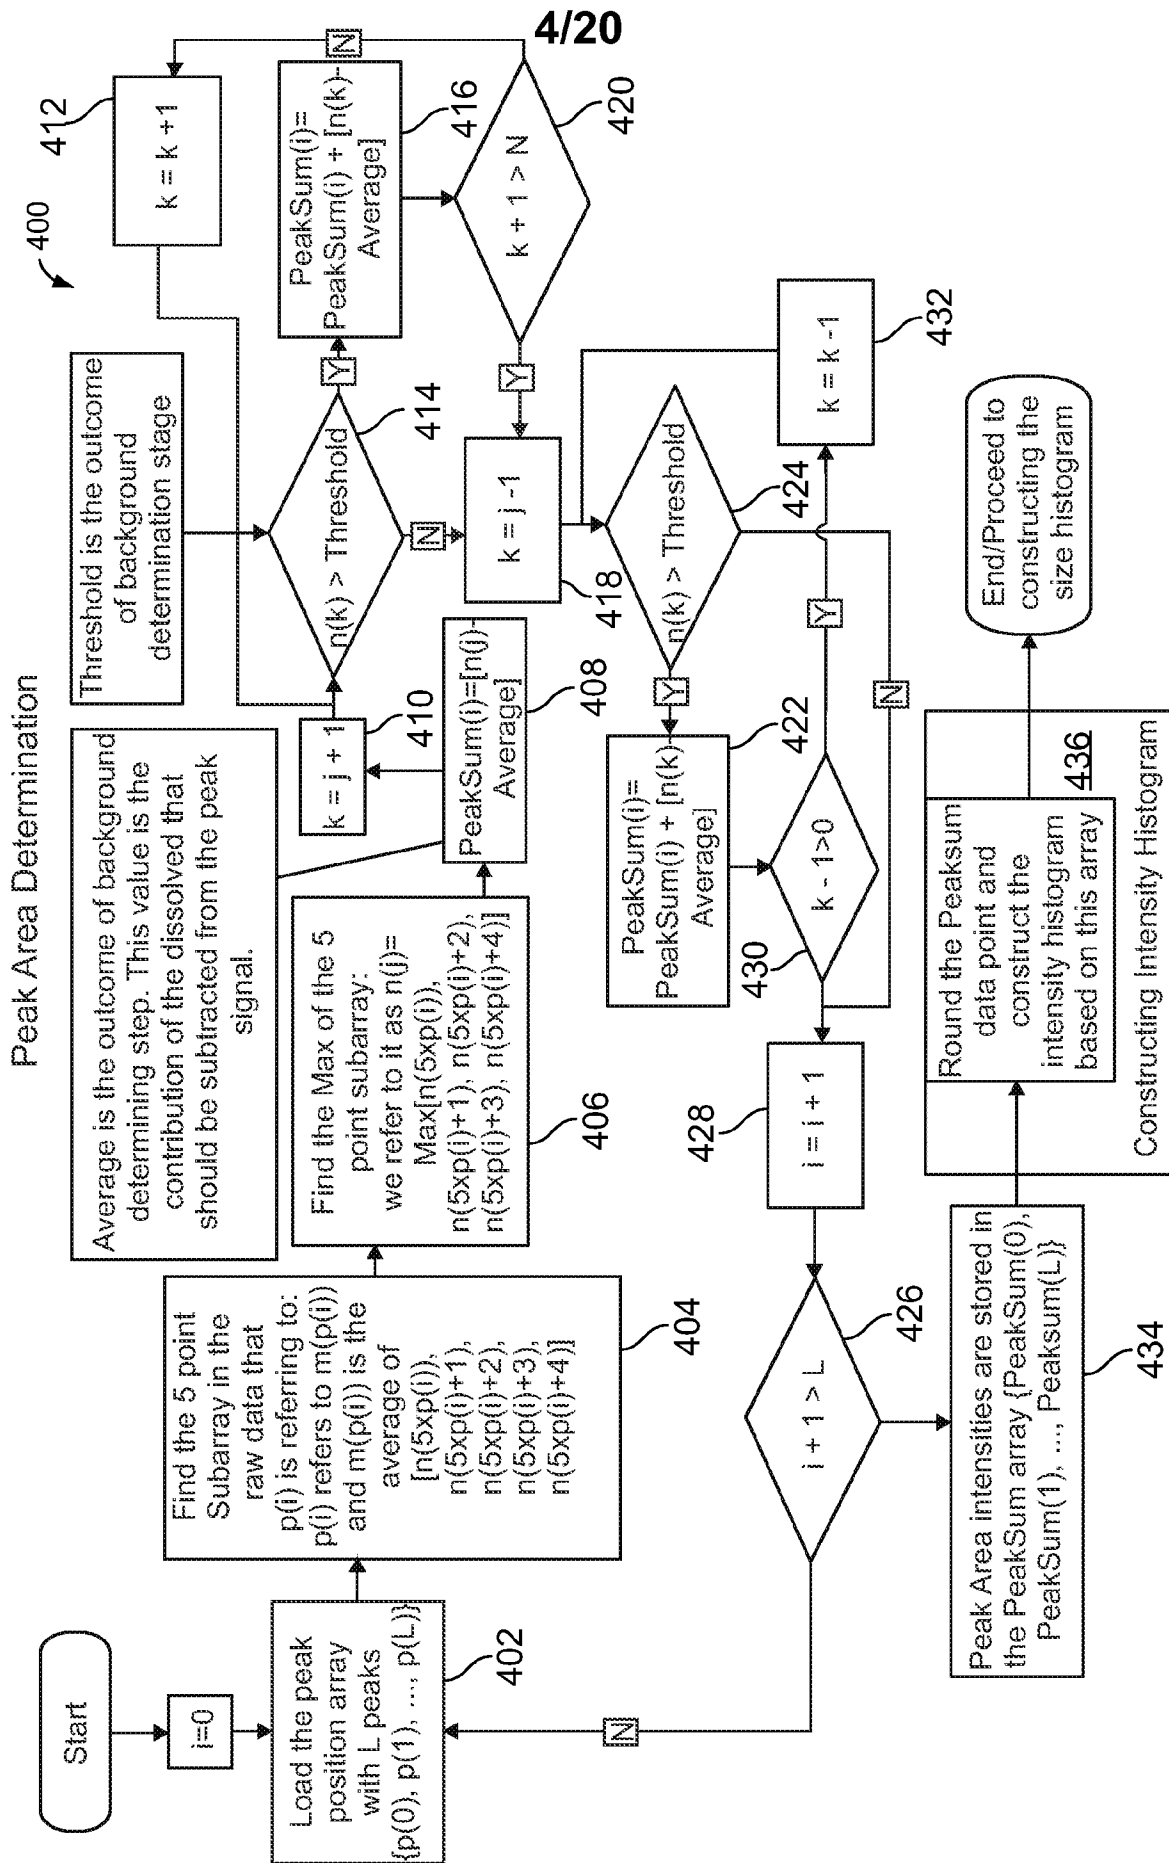 4/20
Peak Area Determination
400
Start
i=0
Load the peak
position array
with L peaks
{p(0), p(1), ..., p(L)}
402
Find the 5 point
Subarray in the
raw data that
p(i) is referring to:
p(i) refers to m(p(i))
and m(p(i)) is the
average of
[n(5xp(i)),
n(5xp(i)+1),
n(5xp(i)+2),
n(5xp(i)+3),
n(5xp(i)+4)]
404
Find the Max of the 5
point subarray:
we refer to it as n(j)=
Max[n(5xp(i)),
n(5xp(i)+1), n(5xp(i)+2),
n(5xp(i)+3), n(5xp(i)+4)]
406
Average is the outcome of background
determining step. This value is the
contribution of the dissolved that
should be subtracted from the peak
signal.
PeakSum(i)=[n(j)-
Average]
408
k = j + 1
410
Threshold is the outcome
of background
determination stage
k = k +1
412
n(k) > Threshold
414
Y
N
PeakSum(i)=
PeakSum(i) + [n(k)-
Average]
416
k + 1 > N
420
N
Y
k = j -1
418
n(k) > Threshold
424
Y
N
PeakSum(i)=
PeakSum(i) + [n(k)-
Average]
422
k - 1>0
430
Y
k = k -1
432
i = i + 1
428
i + 1 > L
426
N
Peak Area intensities are stored in
the PeakSum array {PeakSum(0),
PeakSum(1), ..., Peaksum(L)}
434
Round the Peaksum
data point and
construct the
intensity histogram
based on this array
436
Constructing Intensity Histogram
End/Proceed to
constructing the
size histogram